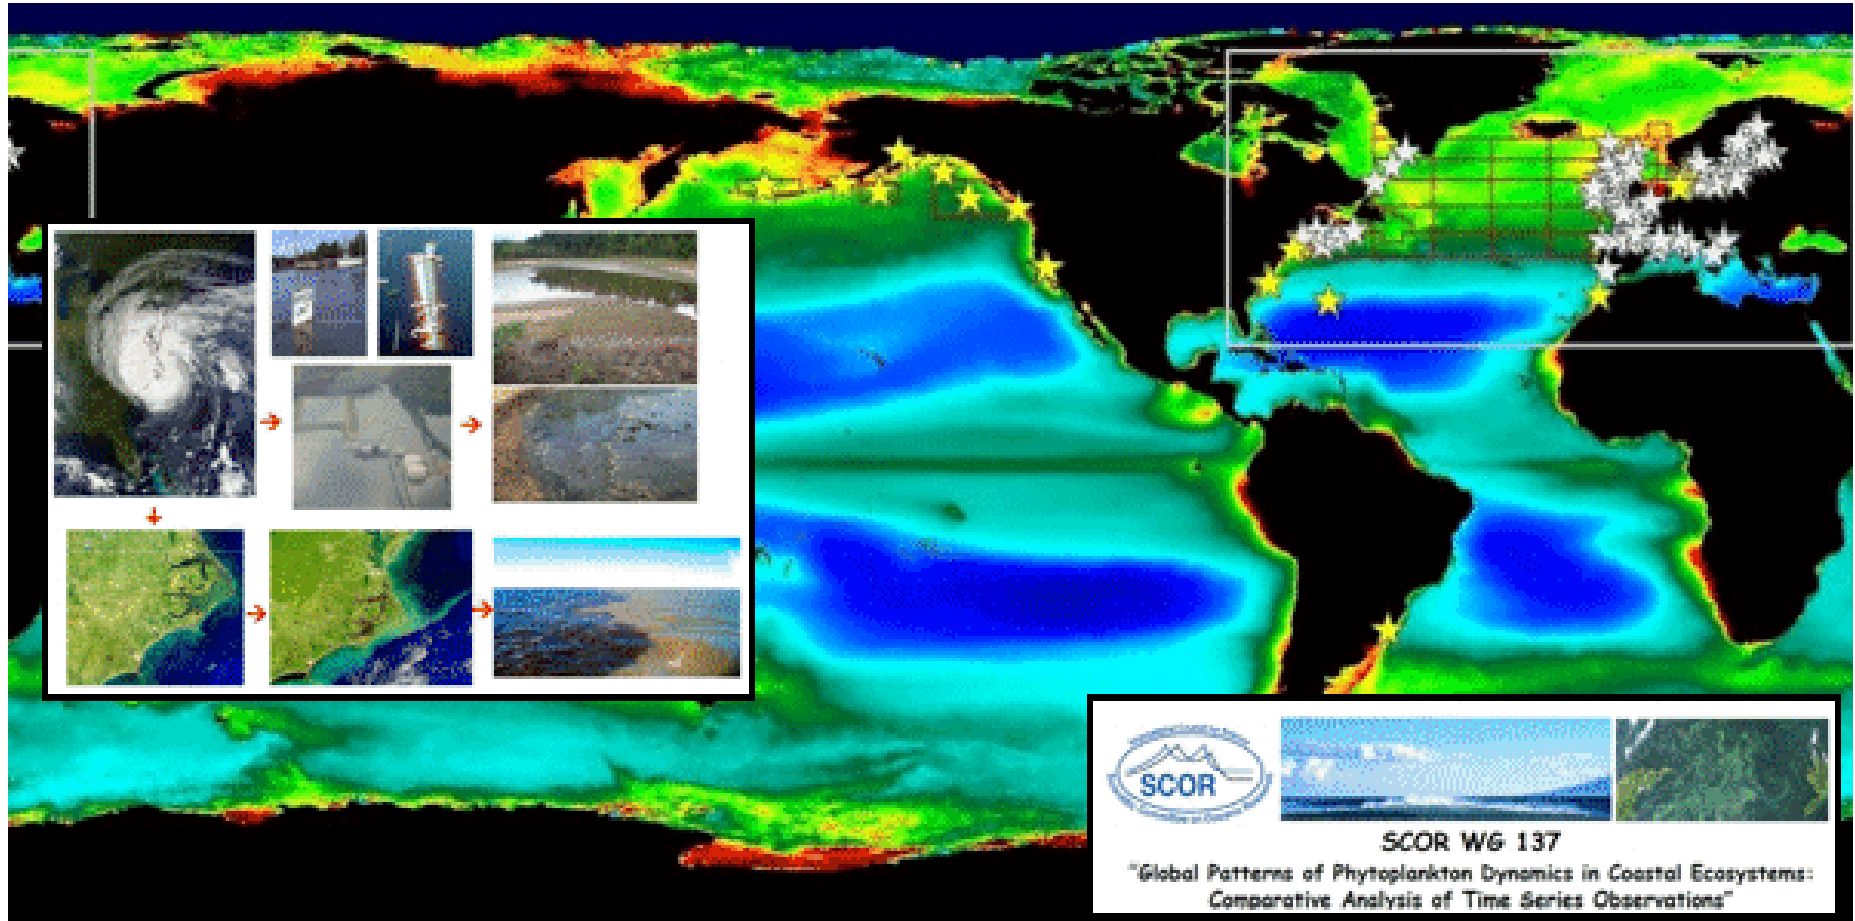 SCOR
SCOR WG 137
"Global Patterns of Phytoplankton Dynamics in Coastal Ecosystems:
Comparative Analysis of Time Series Observations"